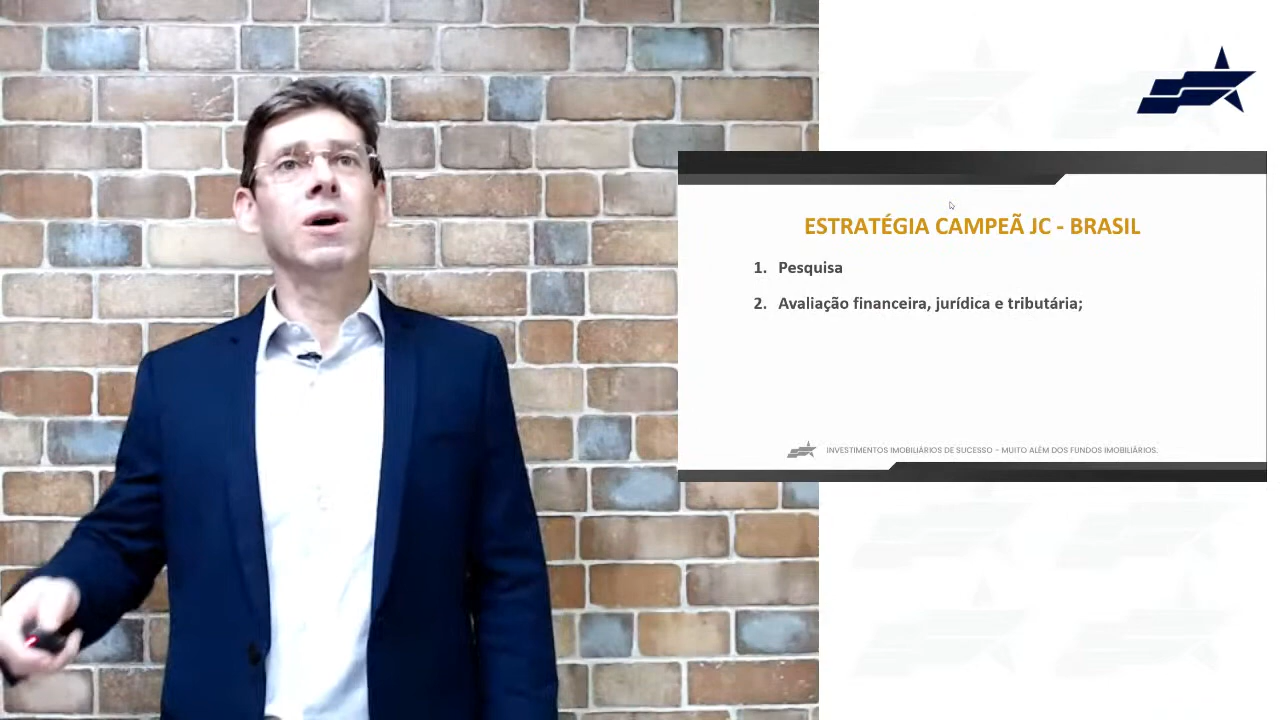 ESTRATÉGIA CAMPEÃ JC - BRASIL
1. Pesquisa
2. Avaliação financeira, jurídica e tributária;
INVESTIMENTOS IMOBILIÁRIOS DE SUCESSO - MUITO ALÉM DOS FUNDOS IMOBILIÁRIOS.